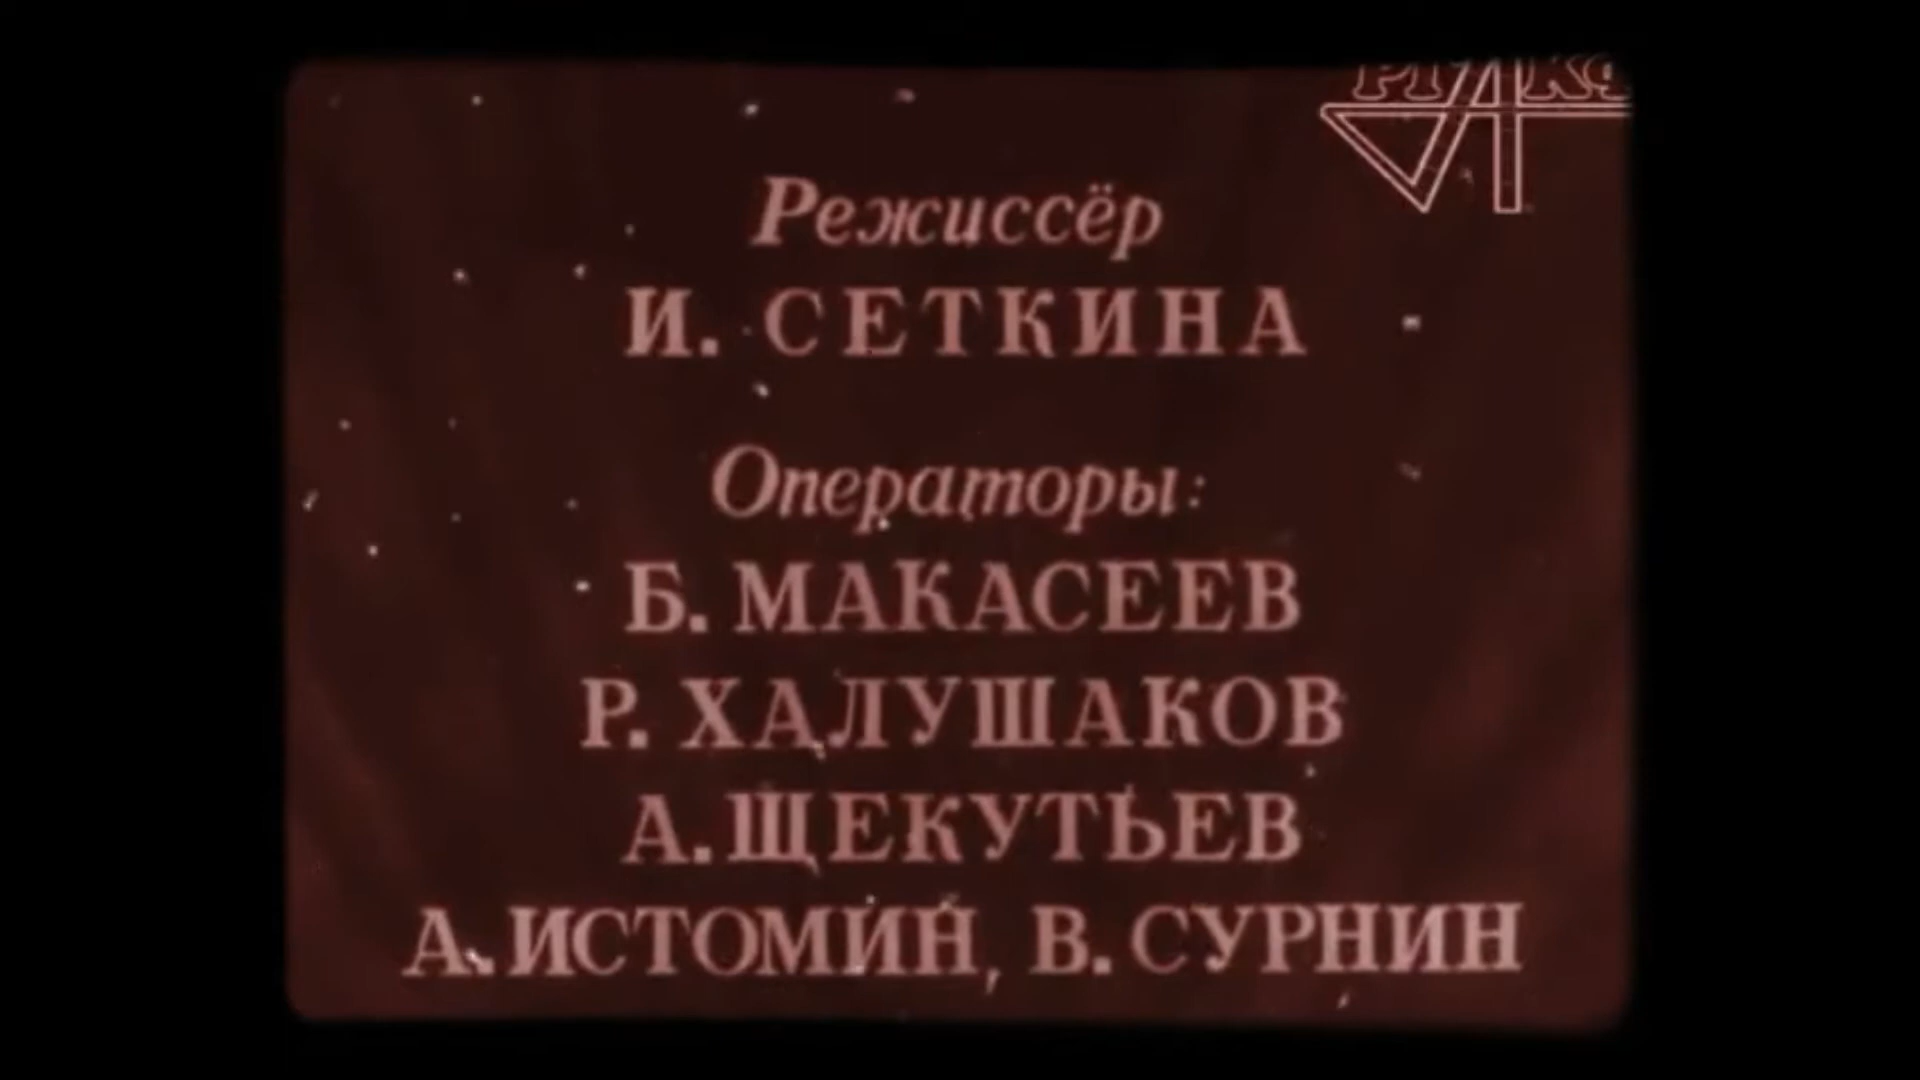 Режиссёр
И. СЕТКИНА
Операторы:
Б. МАКАСЕЕВ
Р. ХАЛУШАКОВ
А. ЩЕКУТЬЕВ
А. ИСТОМИН, В. СУРНИН